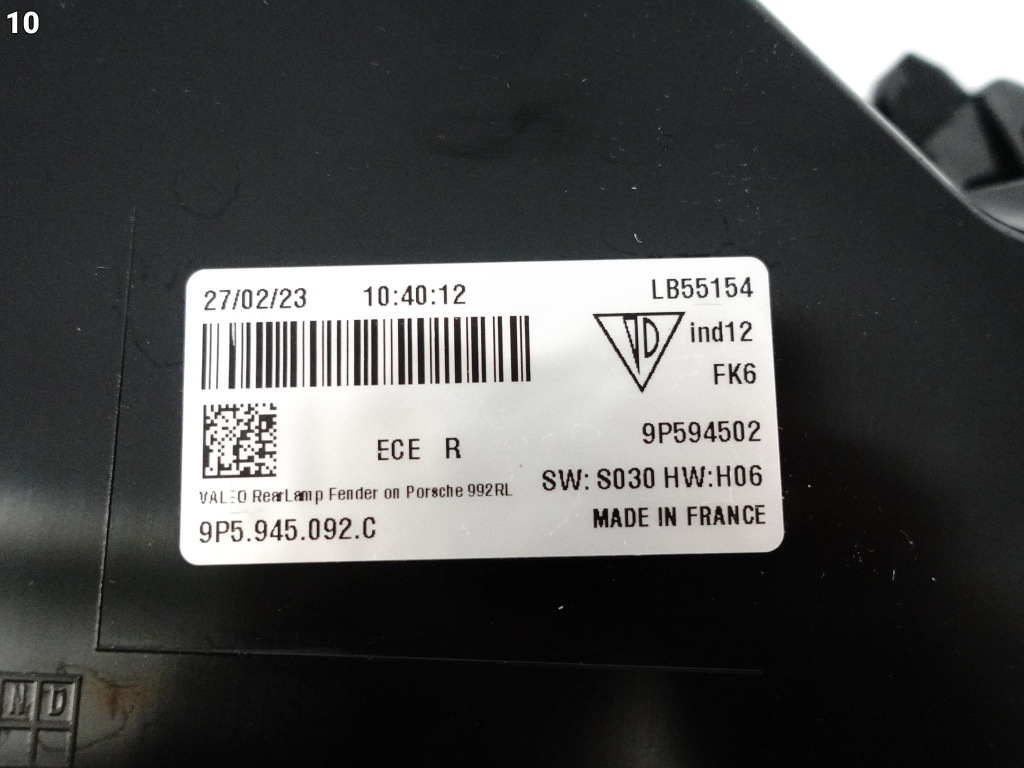 10
27/02/23 10:40:12 LB55154
ind12
FK6
9P594502
ECE R
SW: S030 HW:H06
VALEO RearLamp Fender on Porsche 992RL
9P5.945.092.C
MADE IN FRANCE
ND